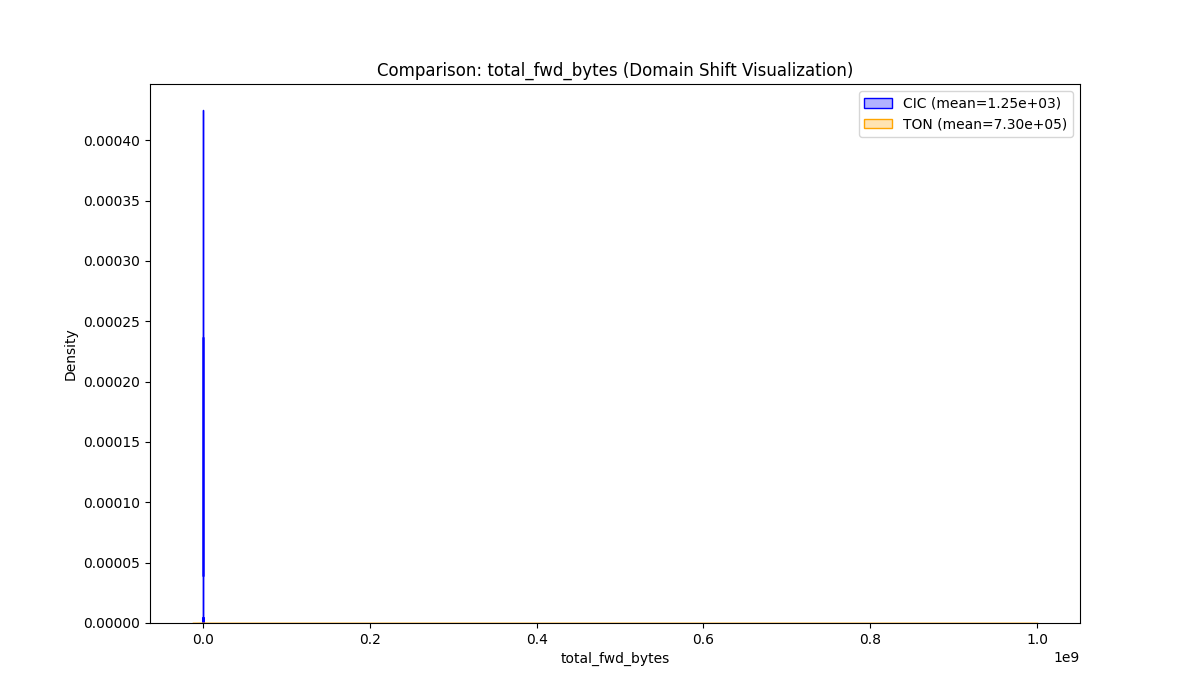 Comparison: total_fwd_bytes (Domain Shift Visualization)
CIC (mean=1.25e+03)
TON (mean=7.30e+05)
Density
0.00040
0.00035
0.00030
0.00025
0.00020
0.00015
0.00010
0.00005
0.00000
0.0 0.2 0.4 0.6 0.8 1.0
1e9
total_fwd_bytes